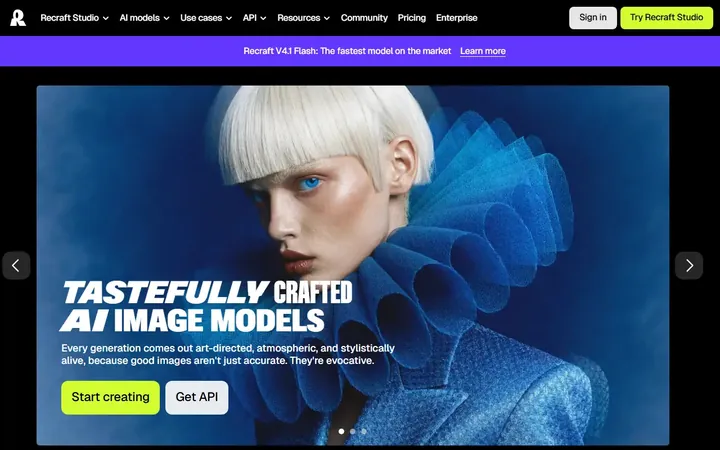 Recraft Studio AI models Use cases API Resources Community Pricing Enterprise Sign in Try Recraft Studio
Recraft V4.1 Flash: The fastest model on the market Learn more
TASTEFULLY CRAFTED
AI IMAGE MODELS
Every generation comes out art-directed, atmospheric, and stylistically
alive, because good images aren't just accurate. They're evocative.
Start creating Get API